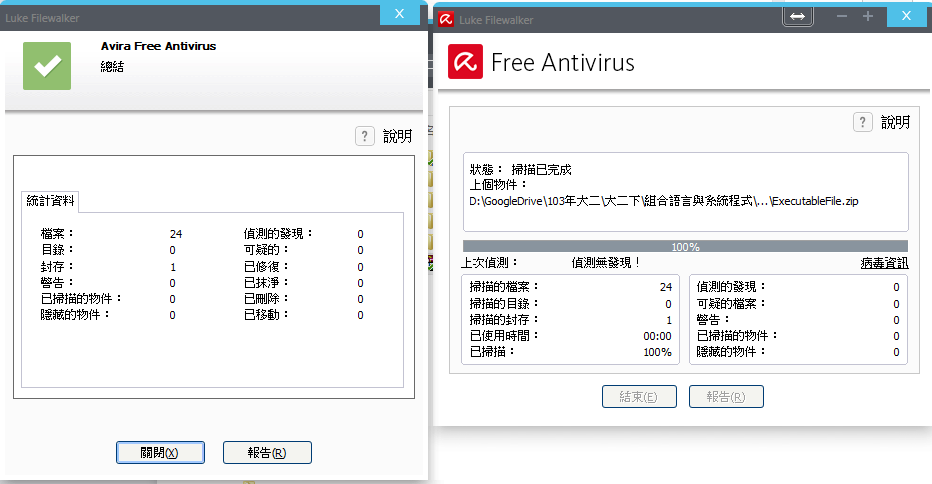 Luke Filewalker
X
Avira Free Antivirus
總結
? 說明
統計資料
檔案： 24 偵測的發現： 0
目錄： 0 可疑的： 0
封存： 1 已修復： 0
警告： 0 已抹淨： 0
已掃描的物件： 0 已刪除： 0
隱藏的物件： 0 已移動： 0
關閉(X) 報告(R)
Luke Filewalker
X
Free Antivirus
? 說明
狀態： 掃描已完成
上個物件：
D:\GoogleDrive\103年大二\大二下\組合語言與系統程式\...\ExecutableFile.zip
100%
上次偵測： 偵測無發現！ 病毒資訊
掃描的檔案： 24 偵測的發現： 0
掃描的目錄： 0 可疑的檔案： 0
掃描的封存： 1 警告： 0
已使用時間： 00:00 已掃描的物件： 0
已掃描： 100% 隱藏的物件： 0
結束(E) 報告(R)